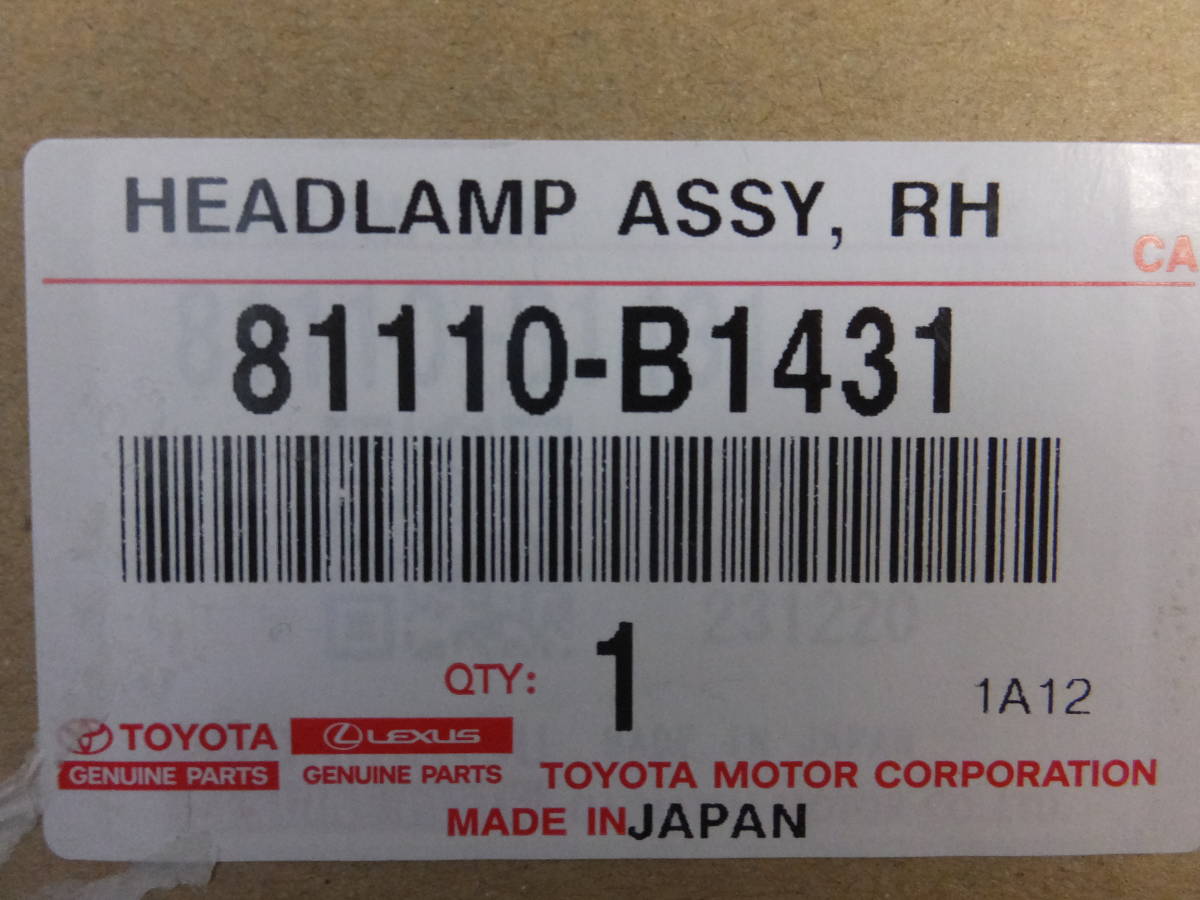 HEADLAMP ASSY, RH
CA
81110-B1431
231220
QTY: 1
1A12
TOYOTA
GENUINE PARTS
LEXUS
GENUINE PARTS
TOYOTA MOTOR CORPORATION
MADE IN JAPAN